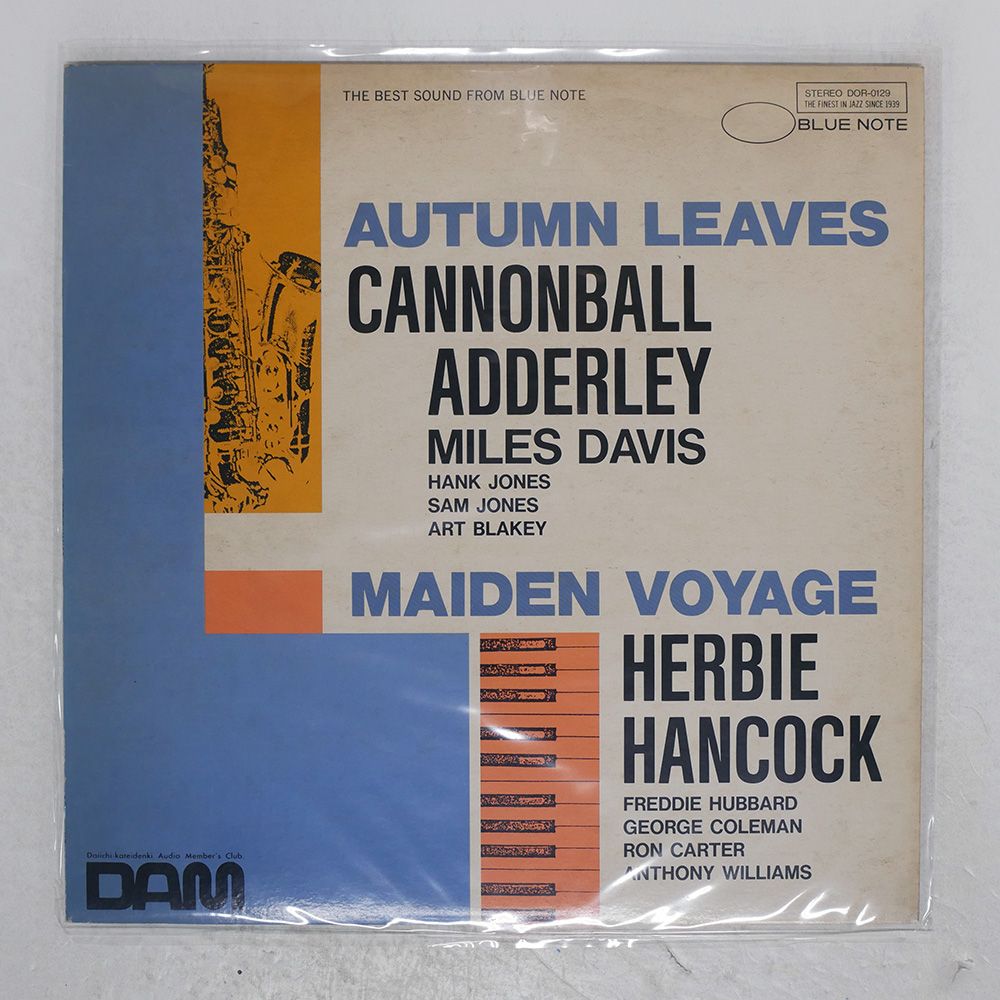 THE BEST SOUND FROM BLUE NOTE
STEREO DOR-0129
THE FINEST IN JAZZ SINCE 1939
BLUE NOTE
AUTUMN LEAVES
CANNONBALL
ADDERLEY
MILES DAVIS
HANK JONES
SAM JONES
ART BLAKEY
MAIDEN VOYAGE
HERBIE
HANCOCK
FREDDIE HUBBARD
GEORGE COLEMAN
RON CARTER
ANTHONY WILLIAMS
Daiichi-kateidenki Audio Member's Club
DAM